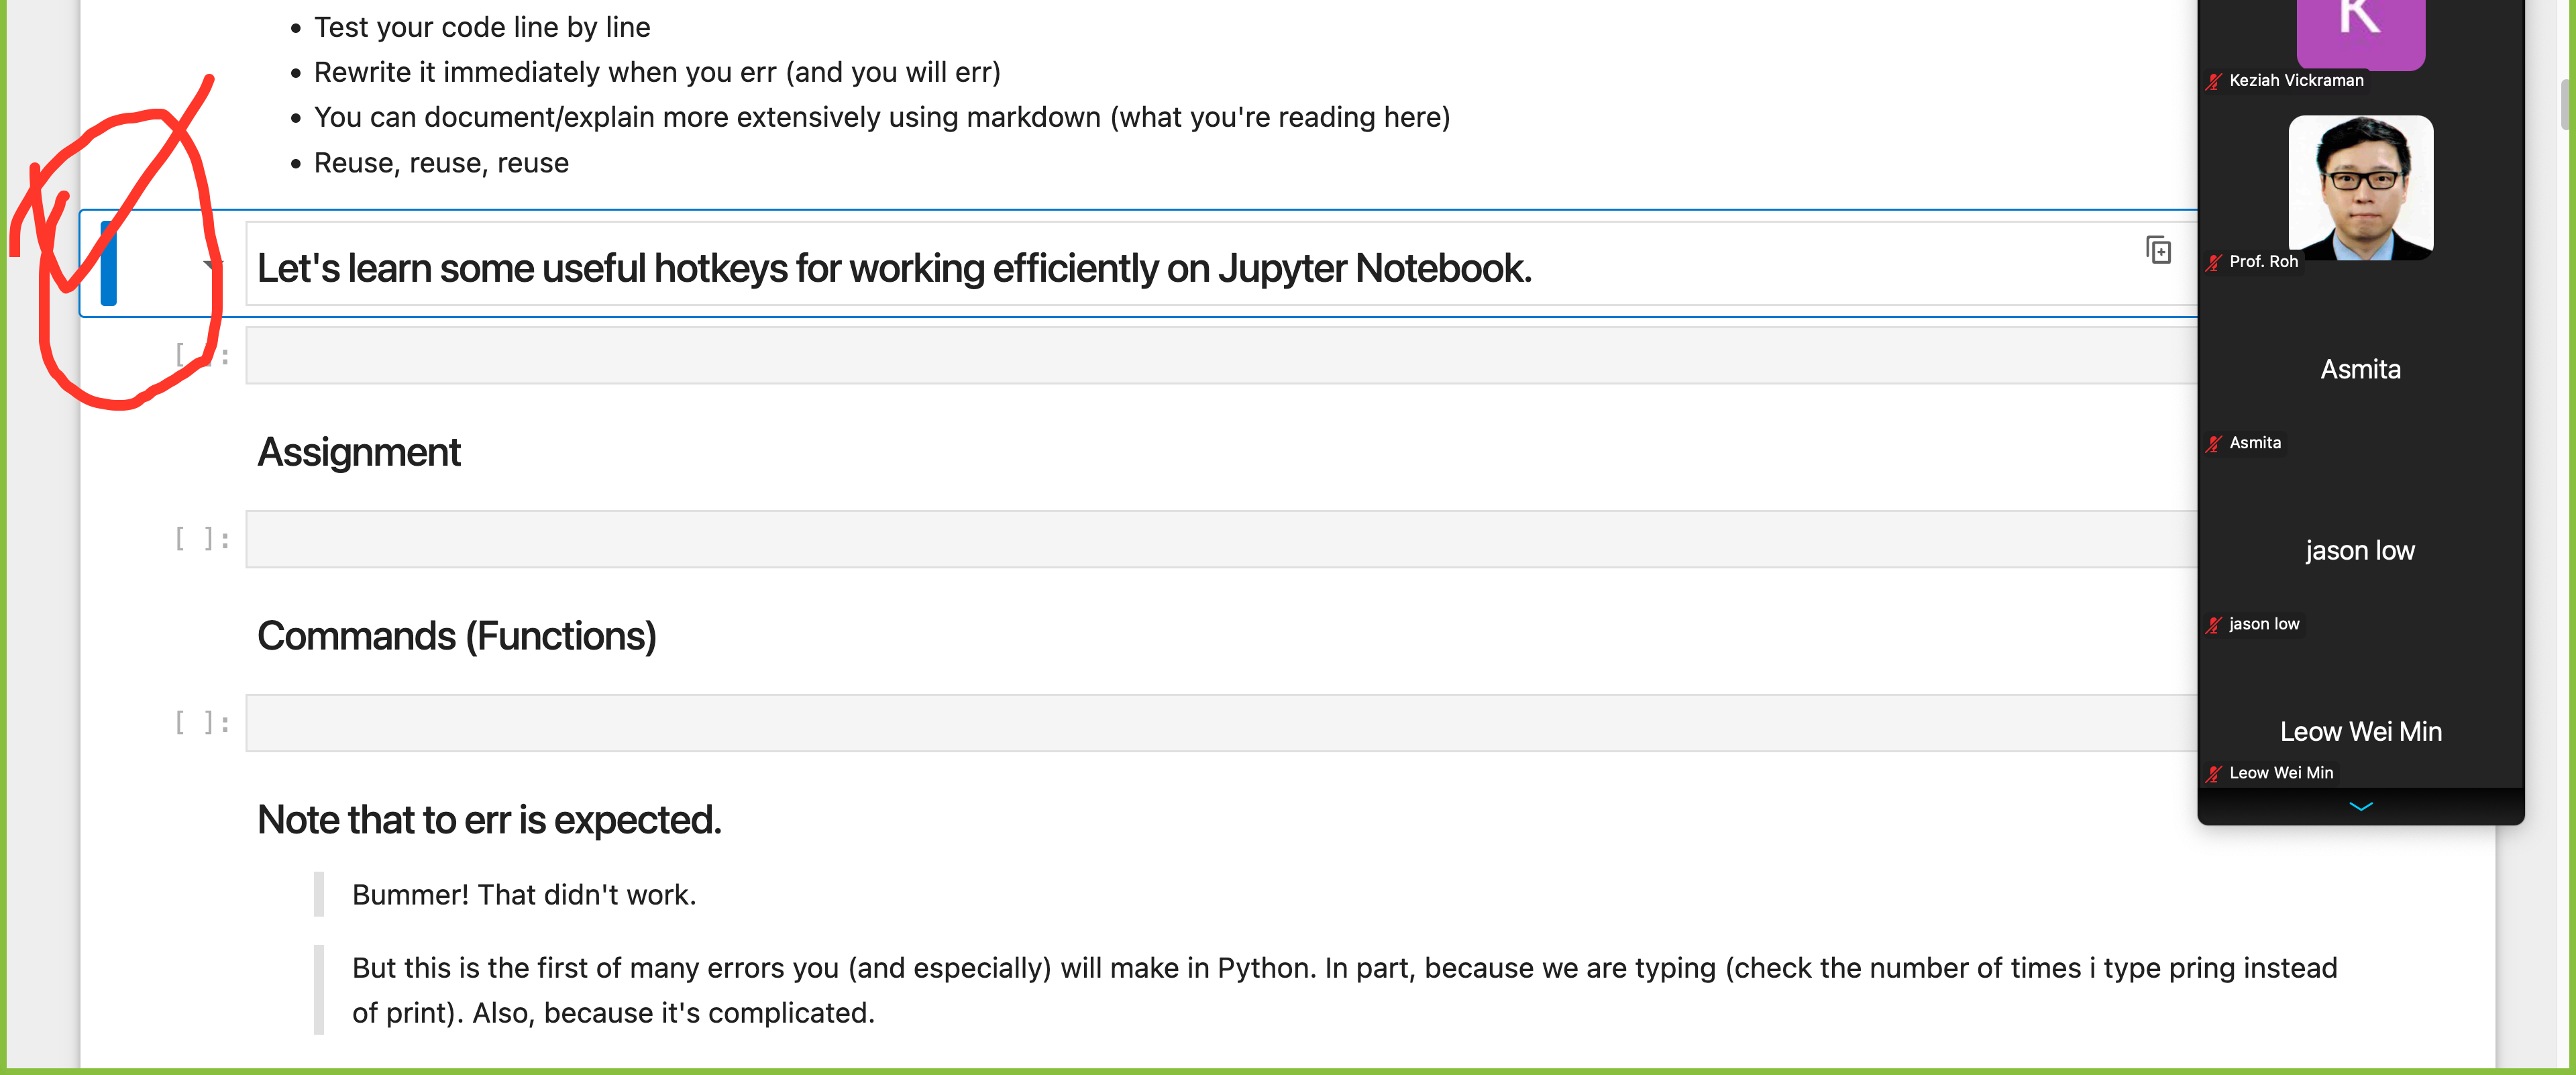 Test your code line by line
Rewrite it immediately when you err (and you will err)
You can document/explain more extensively using markdown (what you're reading here)
Reuse, reuse, reuse
Let's learn some useful hotkeys for working efficiently on Jupyter Notebook.
[ ]:
Assignment
[ ]:
Commands (Functions)
[ ]:
Note that to err is expected.
Bummer! That didn't work.
But this is the first of many errors you (and especially) will make in Python. In part, because we are typing (check the number of times i type pring instead
of print). Also, because it's complicated.
K
Keziah Vickraman
Prof. Roh
Asmita
Asmita
jason low
jason low
Leow Wei Min
Leow Wei Min